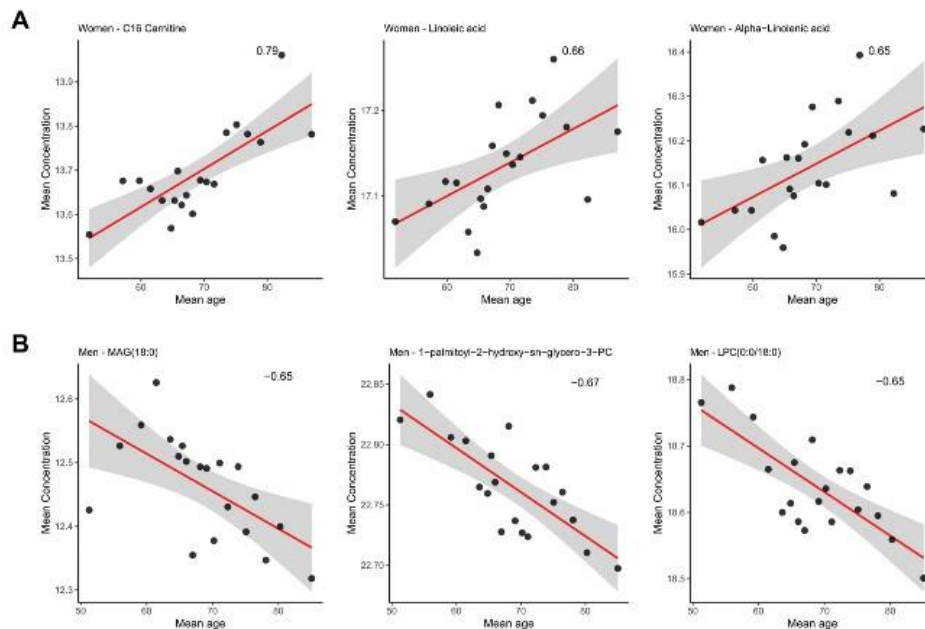 A
Women - C16 Carnitine
0.79
13.9
13.8
13.7
13.6
13.5
Mean Concentration
60
70
80
90
Mean age
Women - Linoleic acid
0.66
17.2
17.1
17.0
Mean Concentration
60
70
80
Mean age
Women - Alpha-Linolenic acid
0.65
16.4
16.3
16.2
16.1
16.0
15.9
Mean Concentration
60
70
80
Mean age
B
Men - MAG(18:0)
-0.65
12.6
12.5
12.4
12.3
Mean Concentration
50
60
70
80
Mean age
Men - 1-palmitoyl-2-hydroxy-sn-glycero-3-PC
-0.67
22.85
22.80
22.75
22.70
Mean Concentration
50
60
70
80
Mean age
Men - LPC(0:0/18:0)
-0.65
18.8
18.7
18.6
18.5
Mean Concentration
50
60
70
80
Mean age